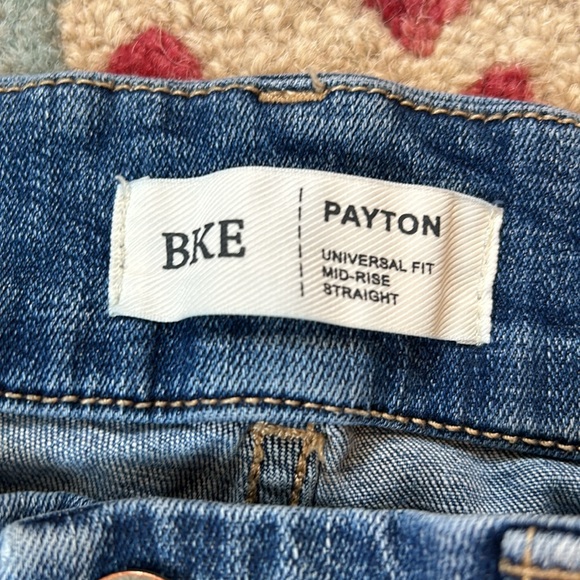 BKE
PAYTON
UNIVERSAL FIT
MID-RISE
STRAIGHT